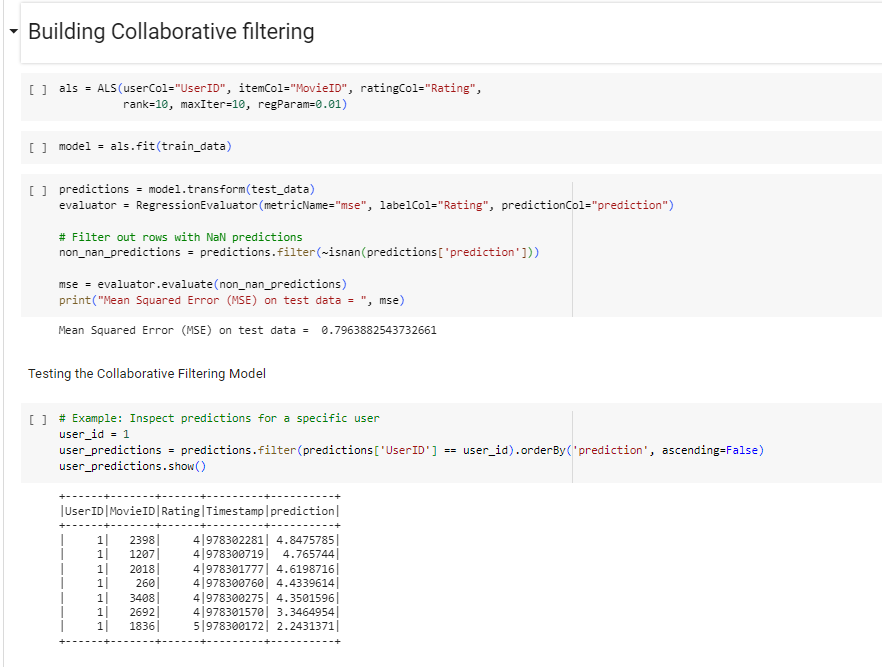 Building Collaborative filtering
[ ] als = ALS(userCol="UserID", itemCol="MovieID", ratingCol="Rating",
rank=10, maxIter=10, regParam=0.01)
[ ] model = als.fit(train_data)
[ ] predictions = model.transform(test_data)
evaluator = RegressionEvaluator(metricName="mse", labelCol="Rating", predictionCol="prediction")
# Filter out rows with NaN predictions
non_nan_predictions = predictions.filter(~isnan(predictions['prediction']))
mse = evaluator.evaluate(non_nan_predictions)
print("Mean Squared Error (MSE) on test data = ", mse)
Mean Squared Error (MSE) on test data =  0.7963882543732661
Testing the Collaborative Filtering Model
[ ] # Example: Inspect predictions for a specific user
user_id = 1
user_predictions = predictions.filter(predictions['UserID'] == user_id).orderBy('prediction', ascending=False)
user_predictions.show()
+------+-------+------+---------+----------+
|UserID|MovieID|Rating|Timestamp|prediction|
+------+-------+------+---------+----------+
|     1|   2398|     4|978302281| 4.8475785|
|     1|   1207|     4|978300719|  4.765744|
|     1|   2018|     4|978301777| 4.6198716|
|     1|    260|     4|978300760| 4.4339614|
|     1|   3408|     4|978300275| 4.3501596|
|     1|   2692|     4|978301570| 3.3464954|
|     1|   1836|     5|978300172| 2.2431371|
+------+-------+------+---------+----------+